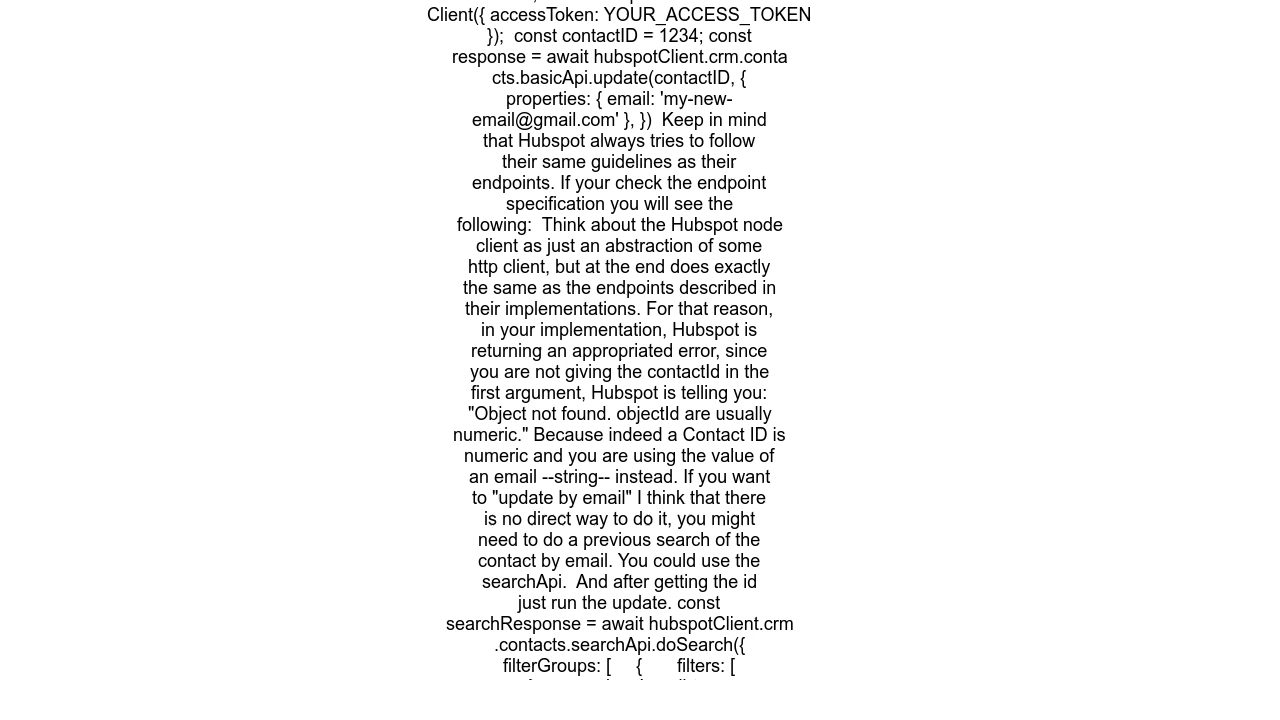 Client({ accessToken: YOUR_ACCESS_TOKEN
});  const contactID = 1234; const
response = await hubspotClient.crm.conta
cts.basicApi.update(contactID, {
properties: { email: 'my-new-
email@gmail.com' }, })  Keep in mind
that Hubspot always tries to follow
their same guidelines as their
endpoints. If your check the endpoint
specification you will see the
following:  Think about the Hubspot node
client as just an abstraction of some
http client, but at the end does exactly
the same as the endpoints described in
their implementations. For that reason,
in your implementation, Hubspot is
returning an appropriated error, since
you are not giving the contactId in the
first argument, Hubspot is telling you:
"Object not found. objectId are usually
numeric." Because indeed a Contact ID is
numeric and you are using the value of
an email --string-- instead. If you want
to "update by email" I think that there
is no direct way to do it, you might
need to do a previous search of the
contact by email. You could use the
searchApi.  And after getting the id
just run the update. const
searchResponse = await hubspotClient.crm
.contacts.searchApi.doSearch({
filterGroups: [     {       filters: [